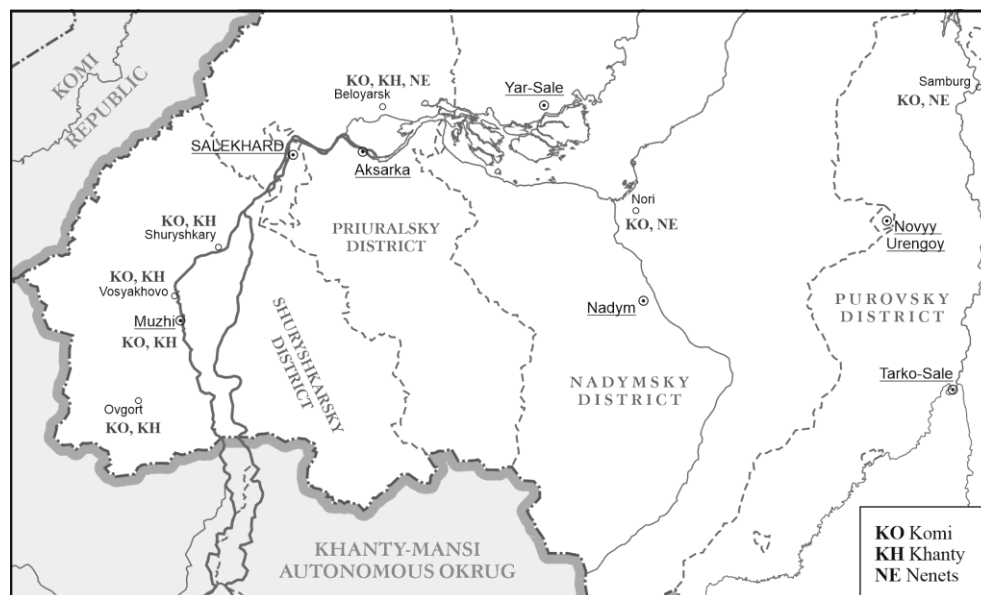 KOMI
REPUBLIC
KO, KH, NE
Beloyarsk
Yar-Sale
Samburg
KO, NE
SALEKHARD
Aksarka
Nori
KO, NE
KO, KH
Shuryshkary
PRIURALSKY
DISTRICT
Novyy
Urengoy
KO, KH
Vosyakhovo
Muzhi
KO, KH
SHURYSHKARSKY
DISTRICT
Nadym
PUROVSKY
DISTRICT
NADYMSKY
DISTRICT
Tarko-Sale
Ovgort
KO, KH
KHANTY-MANSI
AUTONOMOUS OKRUG
KO Komi
KH Khanty
NE Nenets